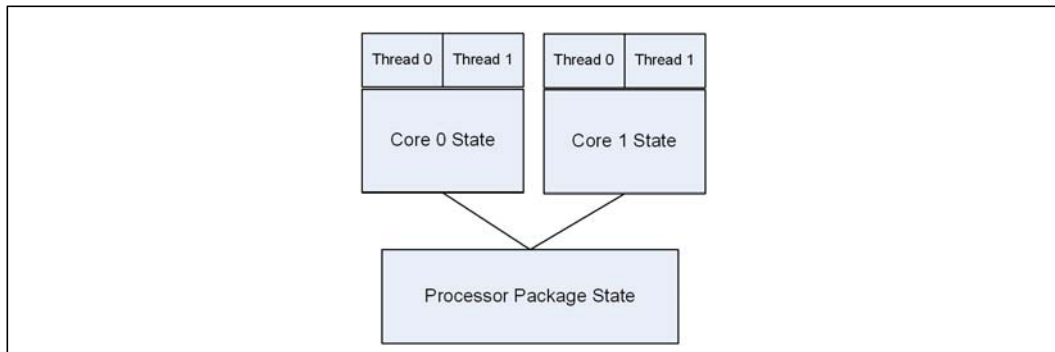 Thread 0
Thread 1
Thread 0
Thread 1
Core 0 State
Core 1 State
Processor Package State